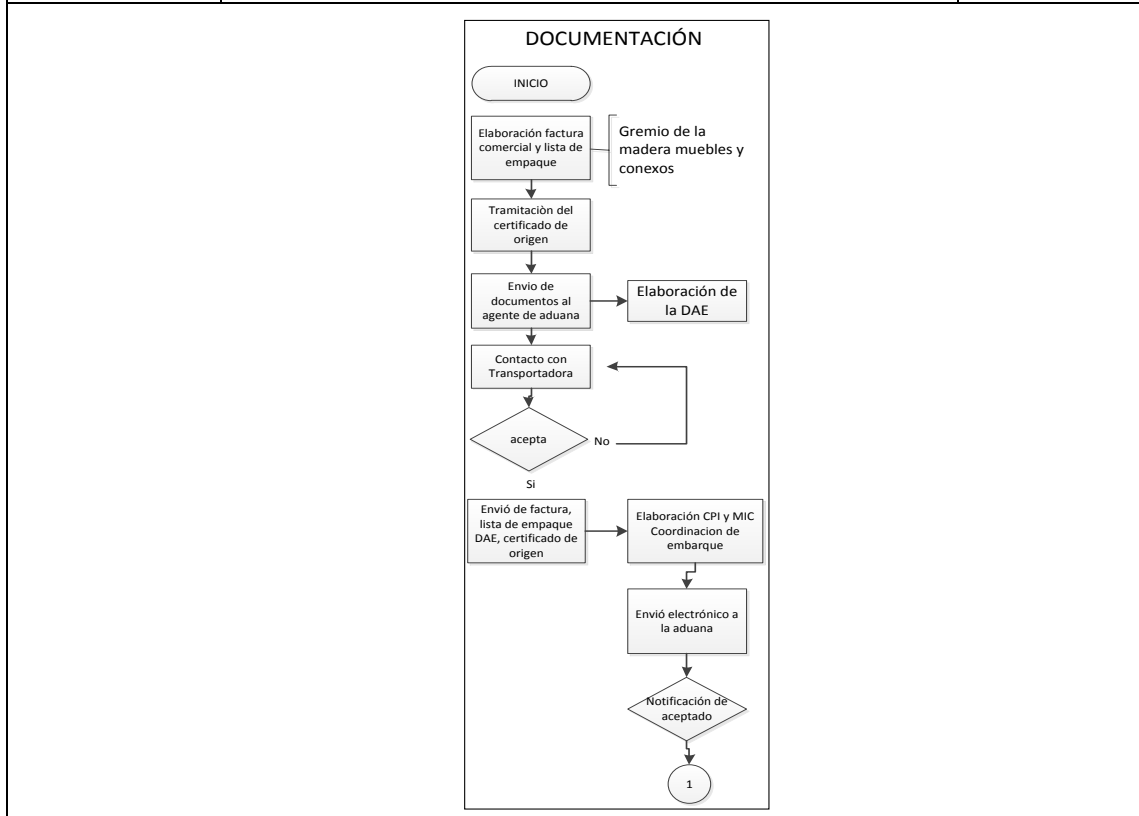 DOCUMENTACIÓN
INICIO
Elaboración factura
comercial y lista de
empaque
Gremio de la
madera muebles y
conexos
Tramitaciòn del
certificado de
origen
Envio de
documentos al
agente de aduana
Elaboración de
la DAE
Contacto con
Transportadora
acepta
No
Si
Envió de factura,
lista de empaque
DAE, certificado de
origen
Elaboración CPI y MIC
Coordinacion de
embarque
Envió electrónico a
la aduana
Notificación de
aceptado
1